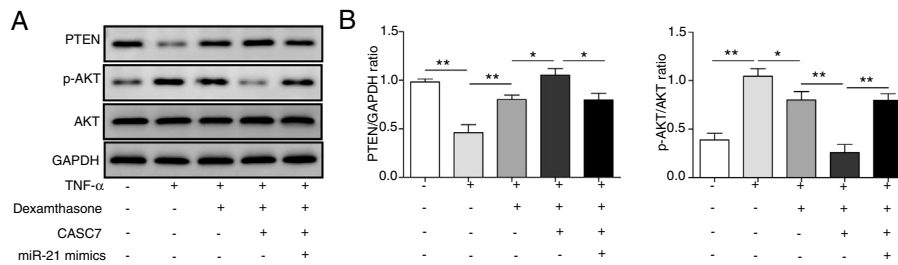 A
PTEN
p-AKT
AKT
GAPDH
TNF-α - + + + +
Dexamthasone - - + + +
CASC7 - - - + +
miR-21 mimics - - - - +
B
PTEN/GAPDH ratio
1.5
1.0
0.5
0.0
** ** * *
- + + + +
- - + + +
- - - + +
- - - - +
p-AKT/AKT ratio
1.5
1.0
0.5
0.0
** * ** **
- + + + +
- - + + +
- - - + +
- - - - +